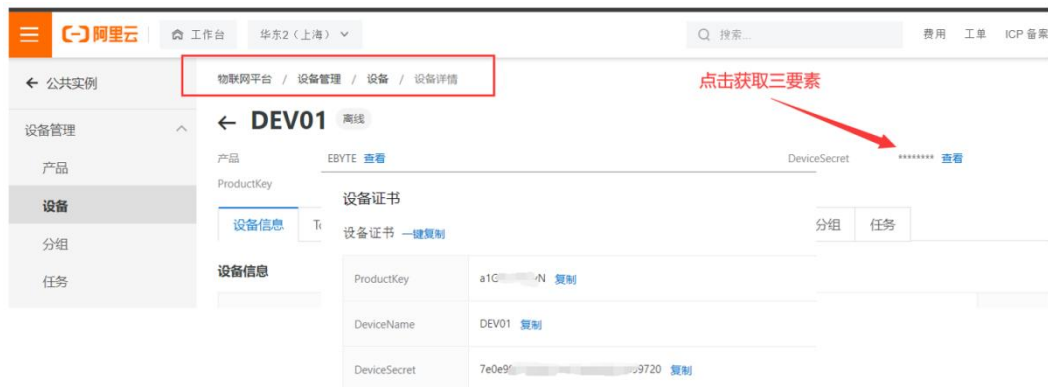 阿里云 工作台 华东2（上海） 搜索... 费用 工单 ICP 备案
公共实例
物联网平台 / 设备管理 / 设备 / 设备详情
点击获取三要素
设备管理
DEV01 离线
产品 EBYTE 查看 DeviceSecret ******** 查看
产品
ProductKey
设备证书
设备
设备信息 分组 任务
设备证书 一键复制
分组
设备信息
ProductKey 复制
任务
DeviceName DEV01 复制
DeviceSecret 复制